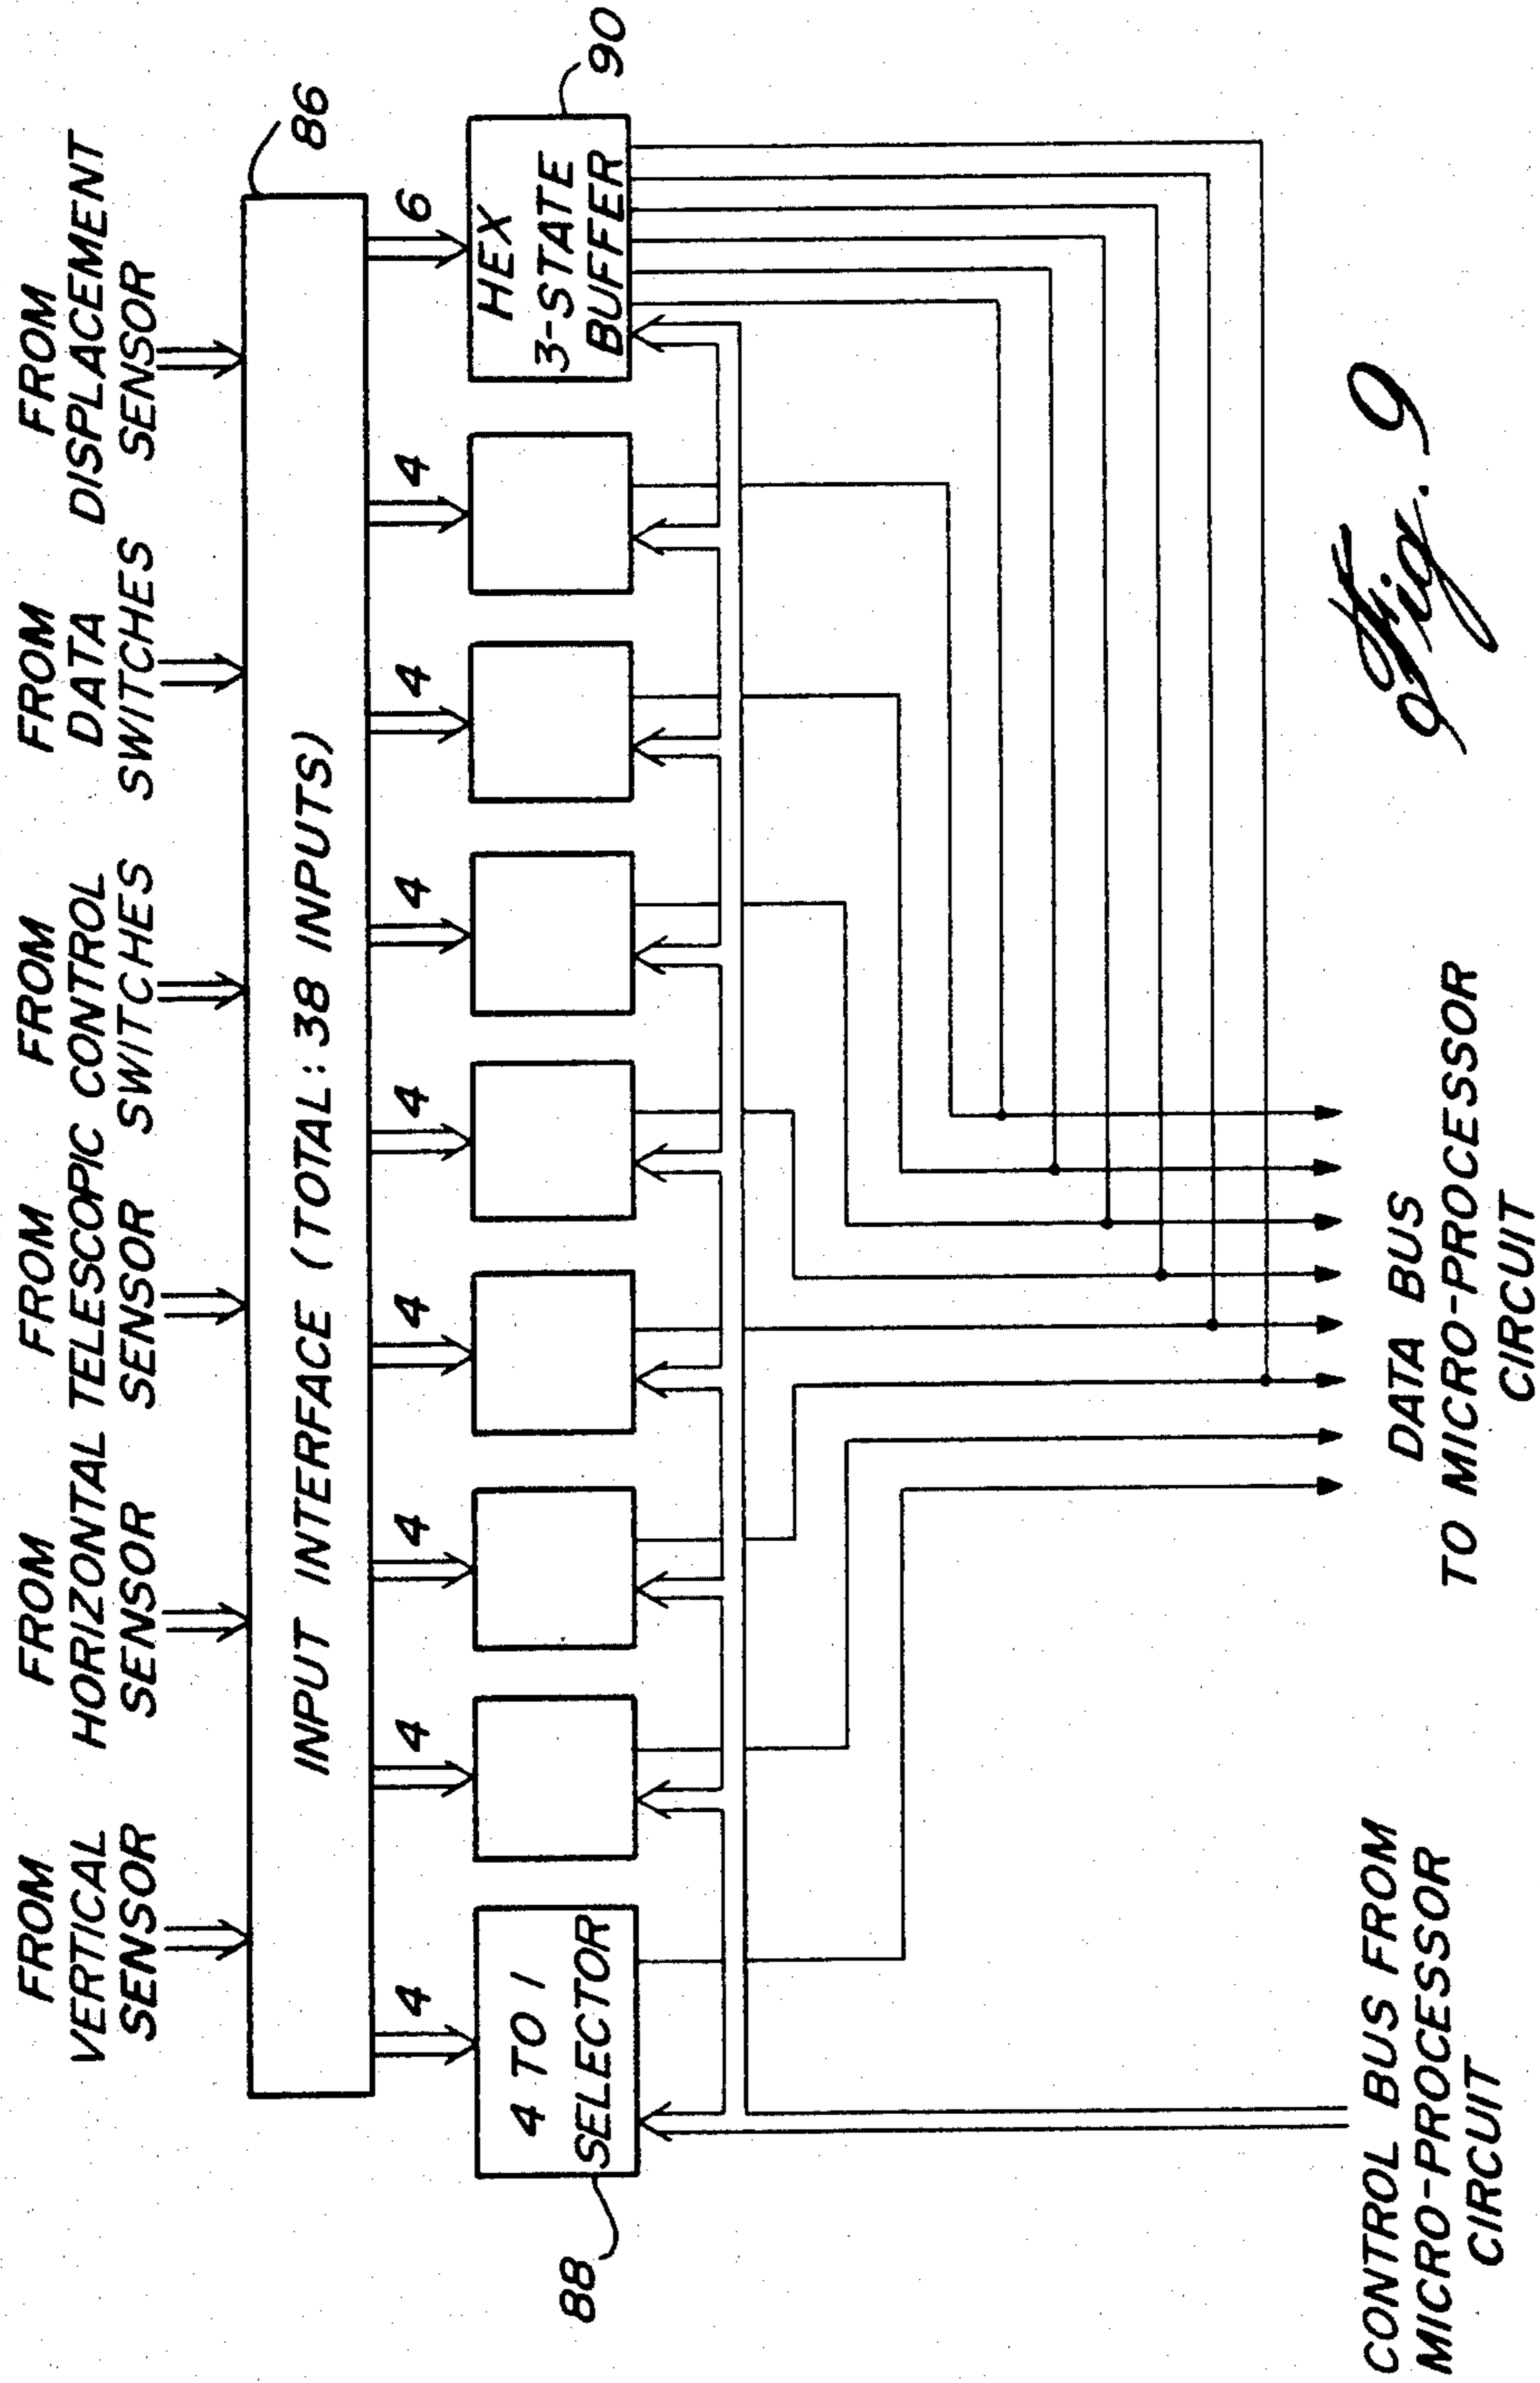 FROM
VERTICAL
SENSOR
FROM
HORIZONTAL
SENSOR
FROM
TELESCOPIC
SENSOR
FROM
CONTROL
SWITCHES
FROM
DATA
SWITCHES
FROM
DISPLACEMENT
SENSOR
86
INPUT INTERFACE (TOTAL: 38 INPUTS)
4
4
4
4
4
4
4
4
6
88
4 TO 1
SELECTOR
HEX
3-STATE
BUFFER
90
CONTROL BUS FROM
MICRO-PROCESSOR
CIRCUIT
DATA BUS
TO MICRO-PROCESSOR
CIRCUIT
Fig. 9